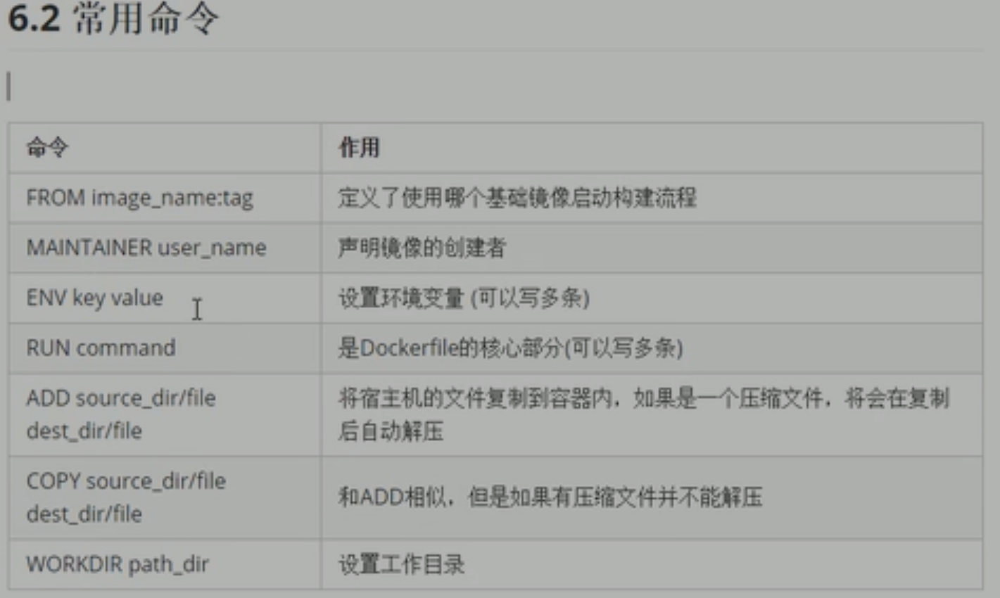 6.2 常用命令
命令 作用
FROM image_name:tag 定义了使用哪个基础镜像启动构建流程
MAINTAINER user_name 声明镜像的创建者
ENV key value 设置环境变量 (可以写多条)
RUN command 是Dockerfile的核心部分(可以写多条)
ADD source_dir/file 将宿主机的文件复制到容器内，如果是一个压缩文件，将会在复制
dest_dir/file 后自动解压
COPY source_dir/file
dest_dir/file
和ADD相似，但是如果有压缩文件并不能解压
WORKDIR path_dir 设置工作目录